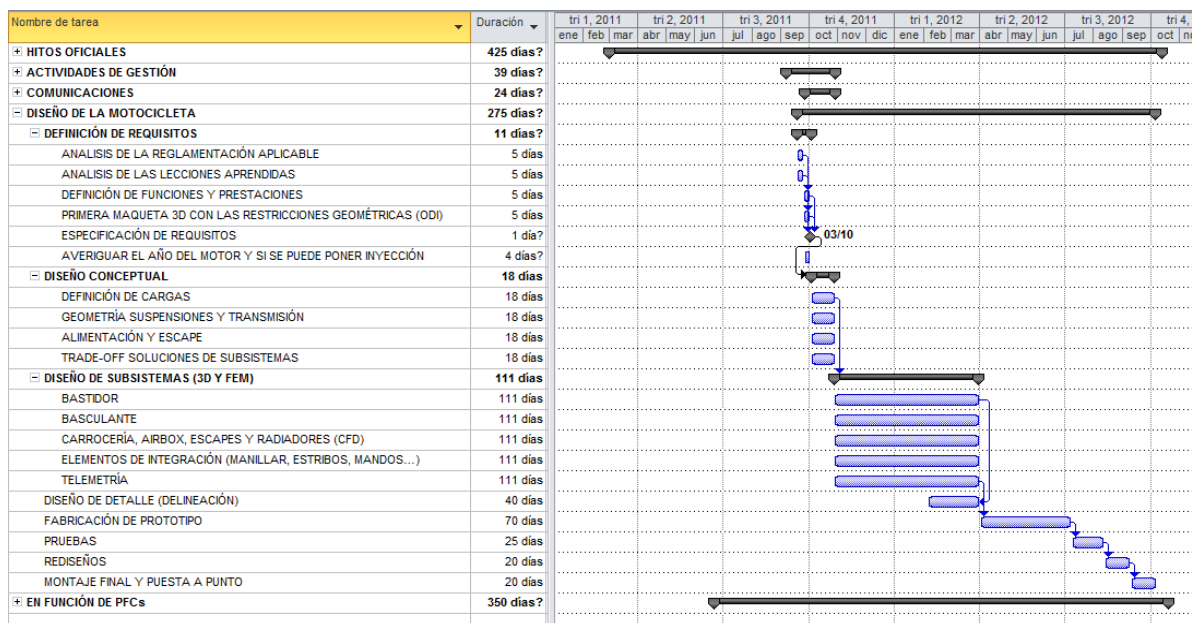 Nombre de tarea Duración tri 1, 2011 tri 2, 2011 tri 3, 2011 tri 4, 2011 tri 1, 2012 tri 2, 2012 tri 3, 2012 tri 4,
ene feb mar abr may jun jul ago sep oct nov dic ene feb mar abr may jun jul ago sep oct
HITOS OFICIALES 425 días?
ACTIVIDADES DE GESTIÓN 39 días?
COMUNICACIONES 24 días?
DISEÑO DE LA MOTOCICLETA 275 días?
DEFINICIÓN DE REQUISITOS 11 días?
ANALISIS DE LA REGLAMENTACIÓN APLICABLE 5 días
ANALISIS DE LAS LECCIONES APRENDIDAS 5 días
DEFINICIÓN DE FUNCIONES Y PRESTACIONES 5 días
PRIMERA MAQUETA 3D CON LAS RESTRICCIONES GEOMÉTRICAS (ODI) 5 días
ESPECIFICACIÓN DE REQUISITOS 1 día? 03/10
AVERIGUAR EL AÑO DEL MOTOR Y SI SE PUEDE PONER INYECCIÓN 4 días?
DISEÑO CONCEPTUAL 18 días
DEFINICIÓN DE CARGAS 18 días
GEOMETRÍA SUSPENSIONES Y TRANSMISIÓN 18 días
ALIMENTACIÓN Y ESCAPE 18 días
TRADE-OFF SOLUCIONES DE SUBSISTEMAS 18 días
DISEÑO DE SUBSISTEMAS (3D Y FEM) 111 días
BASTIDOR 111 días
BASCULANTE 111 días
CARROCERÍA, AIRBOX, ESCAPES Y RADIADORES (CFD) 111 días
ELEMENTOS DE INTEGRACIÓN (MANILLAR, ESTRIBOS, MANDOS...) 111 días
TELEMETRÍA 111 días
DISEÑO DE DETALLE (DELINEACIÓN) 40 días
FABRICACIÓN DE PROTOTIPO 70 días
PRUEBAS 25 días
REDISEÑOS 20 días
MONTAJE FINAL Y PUESTA A PUNTO 20 días
EN FUNCIÓN DE PFCs 350 días?